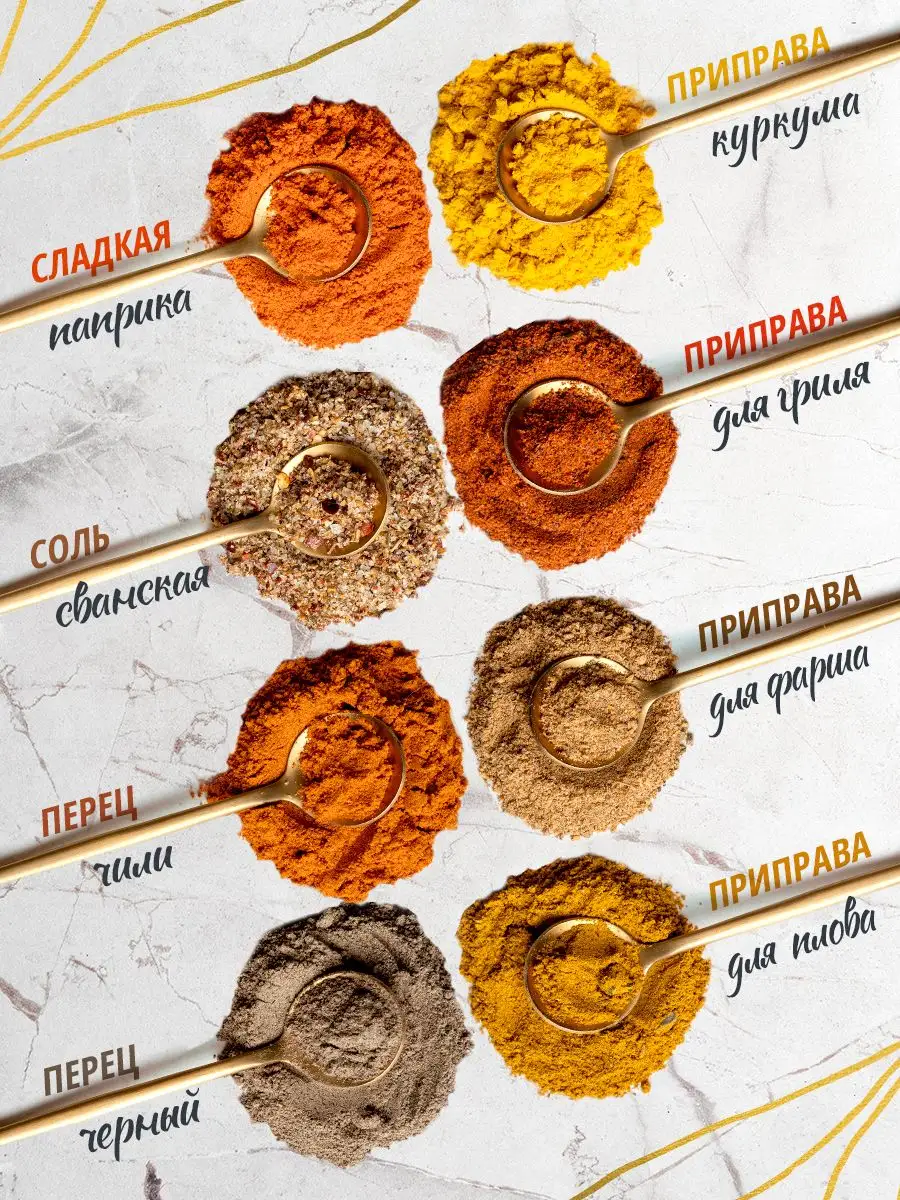 ПРИПРАВА
куркума
СЛАДКАЯ
паприка
ПРИПРАВА
для гриля
СОЛЬ
сванская
ПРИПРАВА
для фарша
ПЕРЕЦ
чили
ПРИПРАВА
для плова
ПЕРЕЦ
черный